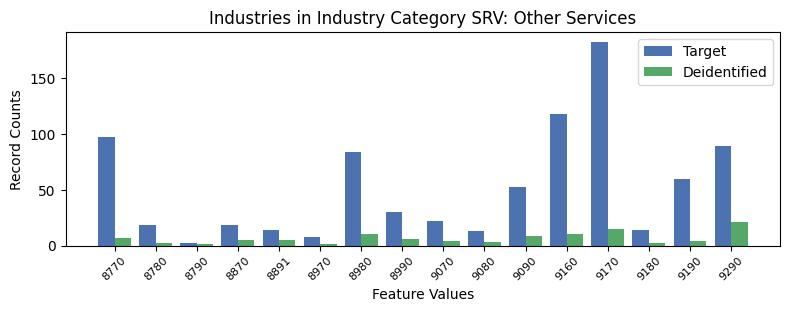 Industries in Industry Category SRV: Other Services
Target
Deidentified
Record Counts
150
100
50
0
8770 8780 8790 8870 8891 8970 8980 8990 9070 9080 9090 9160 9170 9180 9190 9290
Feature Values